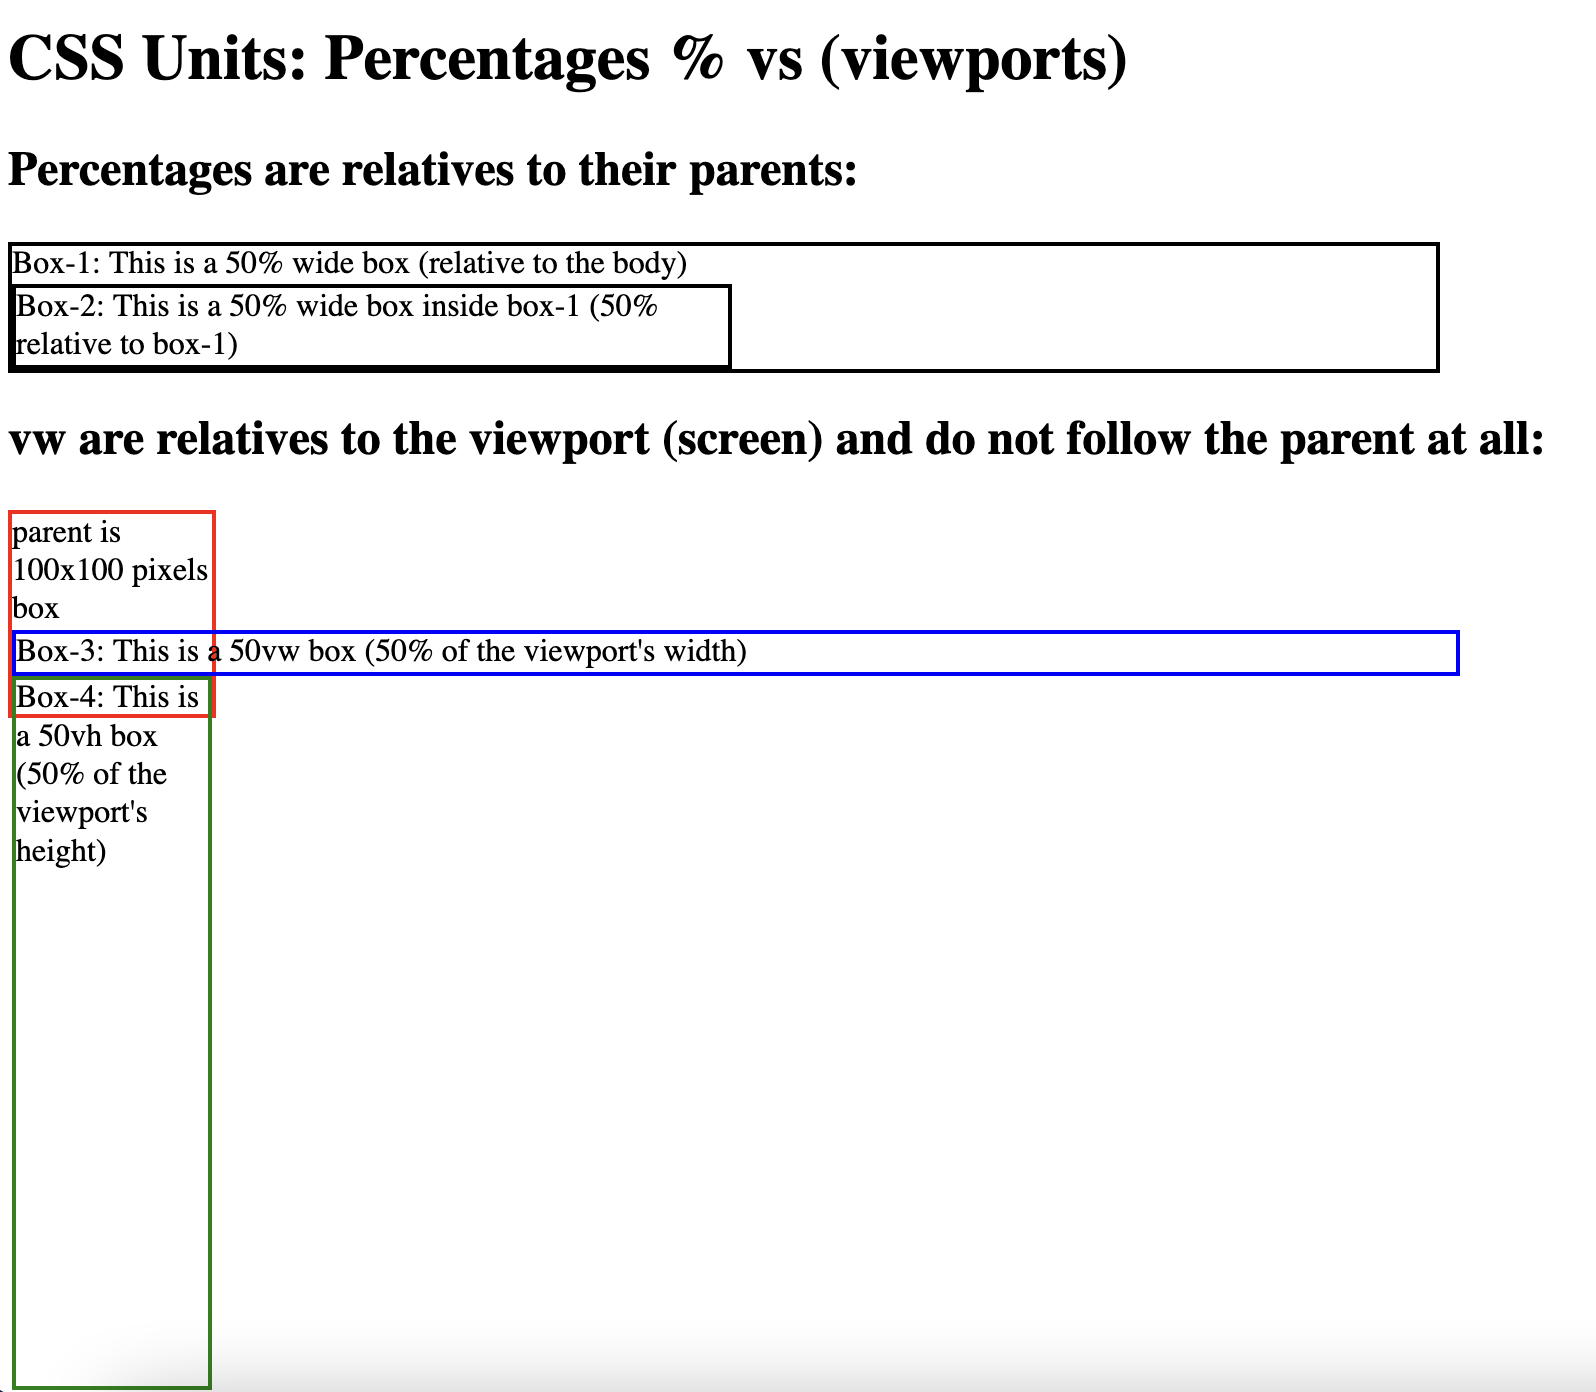 CSS Units: Percentages % vs (viewports)
Percentages are relatives to their parents:
Box-1: This is a 50% wide box (relative to the body)
Box-2: This is a 50% wide box inside box-1 (50%
relative to box-1)
vw are relatives to the viewport (screen) and do not follow the parent at all:
parent is
100x100 pixels
box
Box-3: This is a 50vw box (50% of the viewport's width)
Box-4: This is
a 50vh box
(50% of the
viewport's
height)